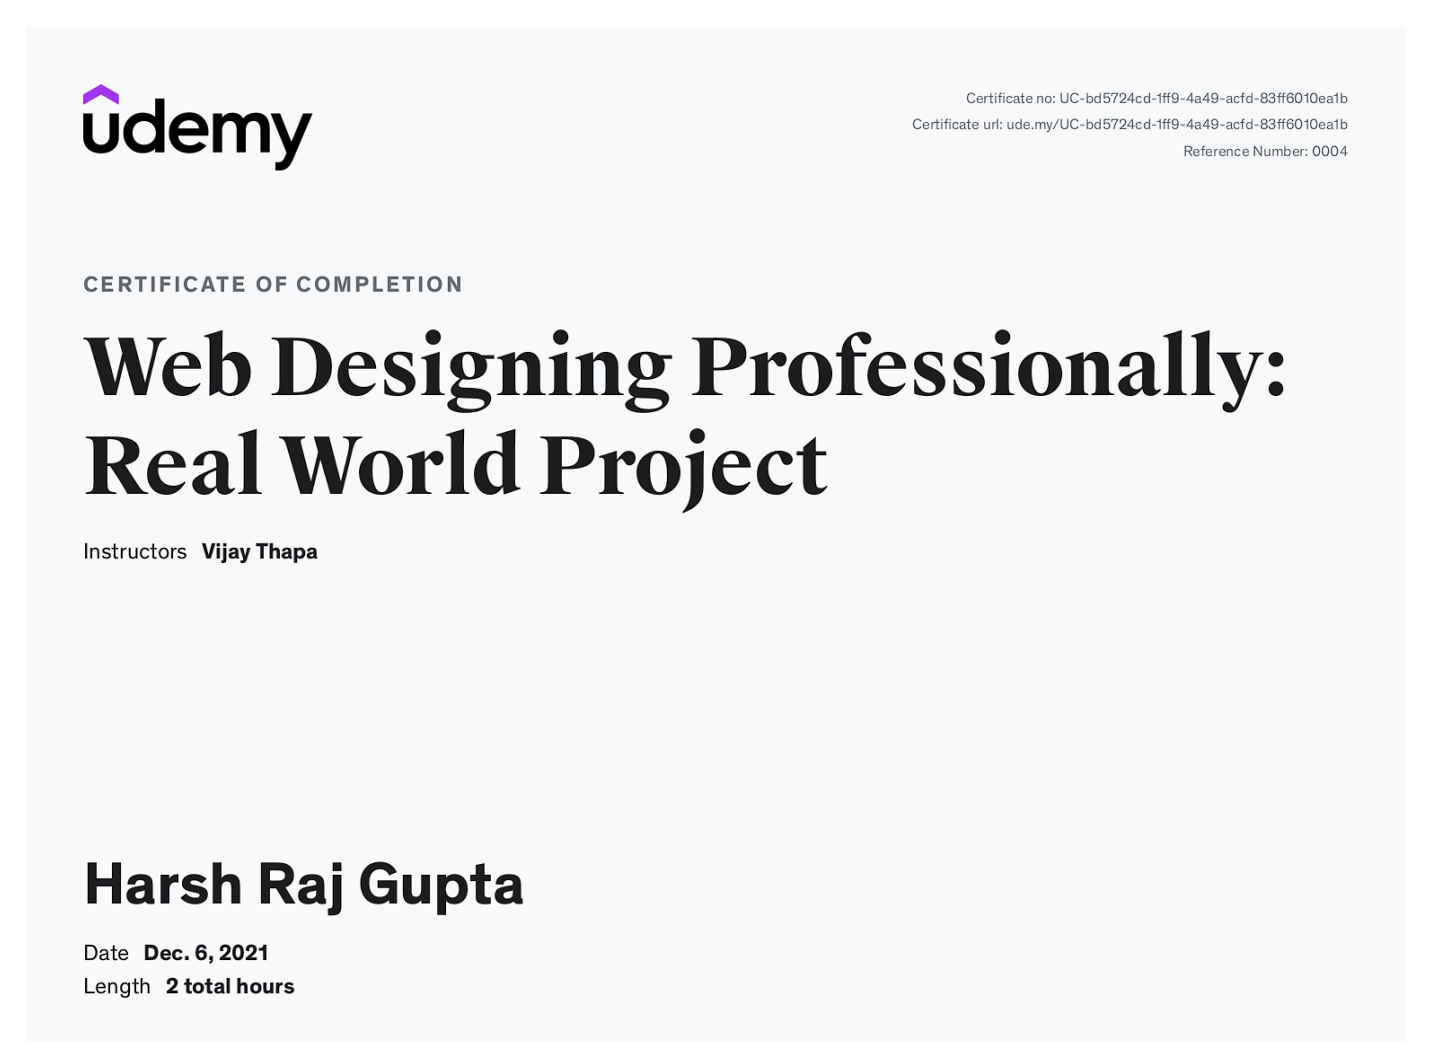 udemy
Certificate no: UC-bd5724cd-1ff9-4a49-acfd-83ff6010ea1b
Certificate url: ude.my/UC-bd5724cd-1ff9-4a49-acfd-83ff6010ea1b
Reference Number: 0004
CERTIFICATE OF COMPLETION
Web Designing Professionally:
Real World Project
Instructors Vijay Thapa
Harsh Raj Gupta
Date Dec. 6, 2021
Length 2 total hours